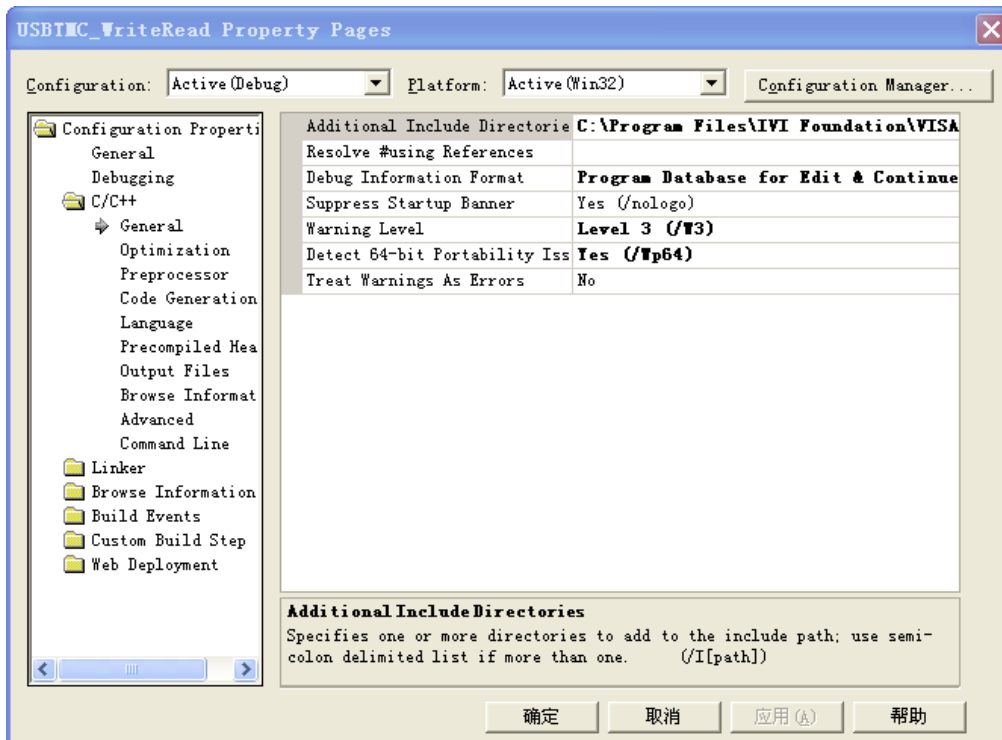 USBTMC_WriteRead Property Pages
Configuration: Active(Debug) Platform: Active(Win32) Configuration Manager...
Configuration Properti
General
Debugging
C/C++
General
Optimization
Preprocessor
Code Generation
Language
Precompiled Hea
Output Files
Browse Informat
Advanced
Command Line
Linker
Browse Information
Build Events
Custom Build Step
Web Deployment
Additional Include Directorie C:\Program Files\IVI Foundation\VISA
Resolve #using References
Debug Information Format Program Database for Edit & Continue
Suppress Startup Banner Yes (/nologo)
Warning Level Level 3 (/W3)
Detect 64-bit Portability Iss Yes (/Wp64)
Treat Warnings As Errors No
Additional Include Directories
Specifies one or more directories to add to the include path; use semi-
colon delimited list if more than one. (/I[path])
确定 取消 应用(A) 帮助